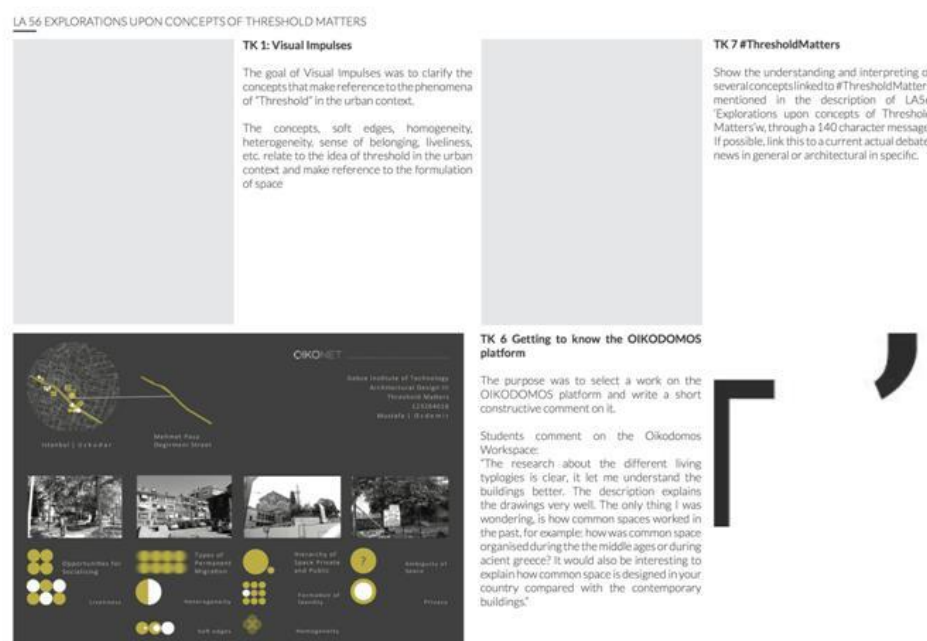 LA 56 EXPLORATIONS UPON CONCEPTS OF THRESHOLD MATTERS
TK 1: Visual Impulses
The goal of Visual Impulses was to clarify the
concepts that make reference to the phenomena
of "Threshold" in the urban context.
The concepts, soft edges, homogeneity,
heterogeneity, sense of belonging, liveliness,
etc. relate to the idea of threshold in the urban
context and make reference to the formulation
of space
TK 7 #ThresholdMatters
Show the understanding and interpreting o
several concepts linked to #ThresholdMatter
mentioned in the description of LA56
'Explorations upon concepts of Threshold
Matters'w, through a 140 character message
If possible, link this to a current actual debate
news in general or architectural in specific.
OIKONET
Gebze Institute of Technology
Architectural Design III
Threshold Matters
Istanbul | Uskudar
Mehmet Pasa
Degirmeni Street
Opportunities for
Socialising
Types of
Permanent
Migration
Hierarchy of
Space Private
and Public
?
Ambiguity of
Space
Liveliness
Heterogeneity
Formation of
Identity
Privacy
Soft edges
Homogeneity
TK 6 Getting to know the OIKODOMOS
platform
The purpose was to select a work on the
OIKODOMOS platform and write a short
constructive comment on it.
Students comment on the Oikodomos
Workspace:
"The research about the different living
typlogies is clear, it let me understand the
buildings better. The description explains
the drawings very well. The only thing I was
wondering, is how common spaces worked in
the past, for example: how was common space
organised during the the middle ages or during
acient greece? It would also be interesting to
explain how common space is designed in your
country compared with the contemporary
buildings."